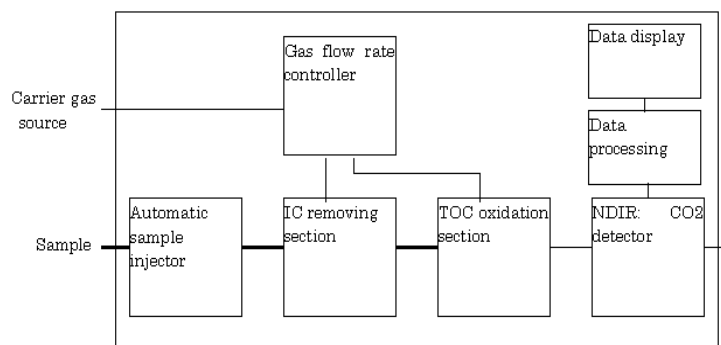 Gas flow rate
controller
Data display
Carrier gas
source
Data
processing
Sample
Automatic
sample
injector
IC removing
section
TOC oxidation
section
NDIR: CO2
detector